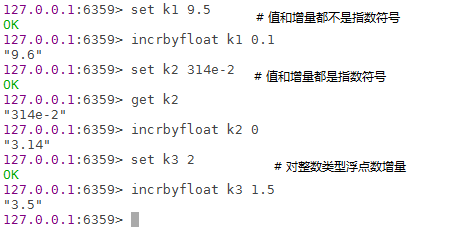 127.0.0.1:6359> set k1 9.5 # 值和增量都不是指数符号
OK
127.0.0.1:6359> incrbyfloat k1 0.1
"9.6"
127.0.0.1:6359> set k2 314e-2 # 值和增量都是指数符号
OK
127.0.0.1:6359> get k2
"314e-2"
127.0.0.1:6359> incrbyfloat k2 0
"3.14"
127.0.0.1:6359> set k3 2 # 对整数类型浮点数增量
OK
127.0.0.1:6359> incrbyfloat k3 1.5
"3.5"
127.0.0.1:6359>